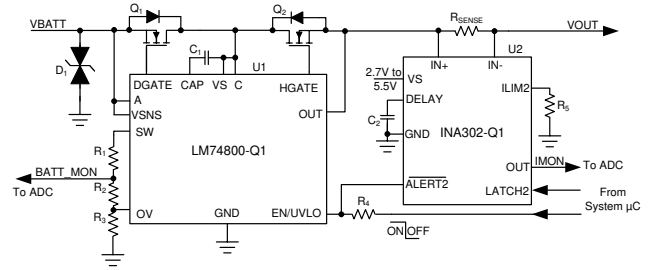 Q1
Q2
RSENSE
VBATT
VOUT
C1
U1
U2
D1
DGATE
CAP
VS
C
HGATE
IN+
IN-
2.7V to
5.5V
VS
ILIM2
A
VSNS
OUT
DELAY
R5
SW
C2
GND
INA302-Q1
R1
LM74800-Q1
BATT_MON
To ADC
OUT
IMON
To ADC
R2
ALERT2
LATCH2
From
System µC
R3
OV
GND
EN/UVLO
R4
ON
OFF